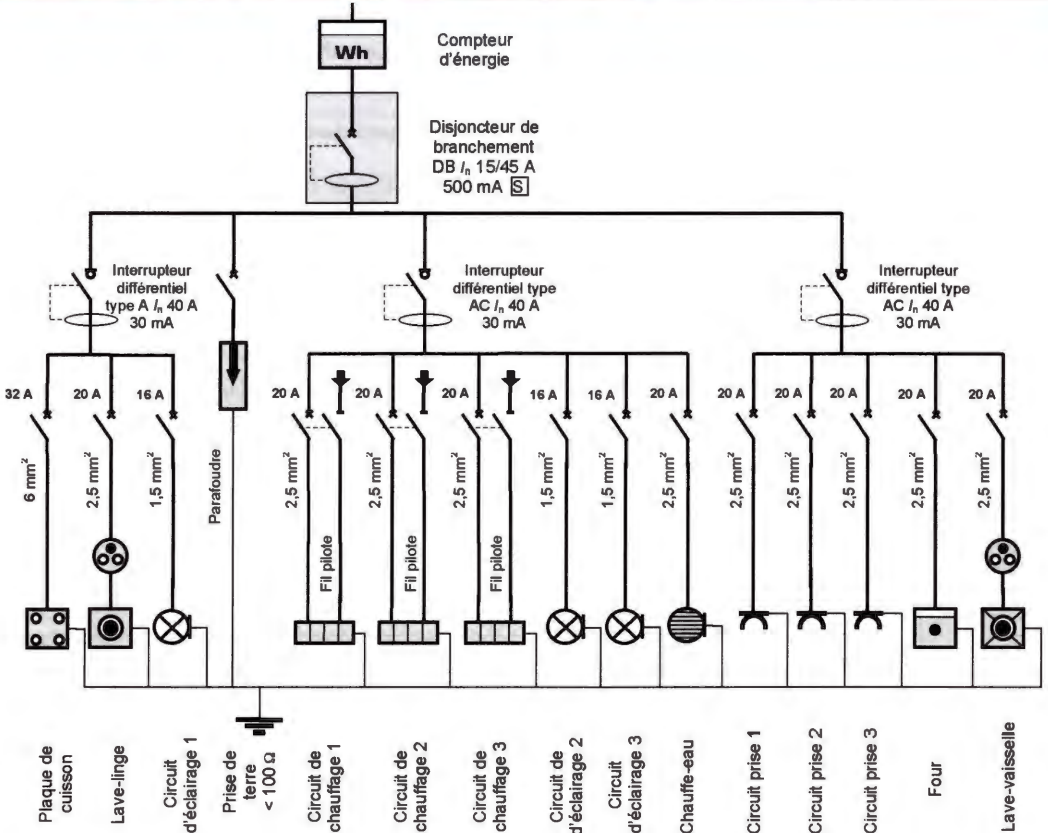 Wh
Compteur
d'énergie
Disjoncteur de
branchement
DB In 15/45 A
500 mA S
Interrupteur
différentiel
type A In 40 A
30 mA
Interrupteur
différentiel type
AC In 40 A
30 mA
Interrupteur
différentiel type
AC In 40 A
30 mA
32 A
20 A
16 A
20 A
20 A
20 A
16 A
16 A
20 A
20 A
20 A
20 A
20 A
20 A
6 mm²
2,5 mm²
1,5 mm²
Parafoudre
2,5 mm²
2,5 mm²
2,5 mm²
1,5 mm²
1,5 mm²
2,5 mm²
2,5 mm²
2,5 mm²
2,5 mm²
2,5 mm²
2,5 mm²
Fil pilote
Fil pilote
Fil pilote
Plaque de
cuisson
Lave-linge
Circuit
d'éclairage 1
Prise de
terre
< 100 Ω
Circuit de
chauffage 1
Circuit de
chauffage 2
Circuit de
chauffage 3
Circuit de
d'éclairage 2
Circuit
d'éclairage 3
Chauffe-eau
Circuit prise 1
Circuit prise 2
Circuit prise 3
Four
Lave-vaisselle